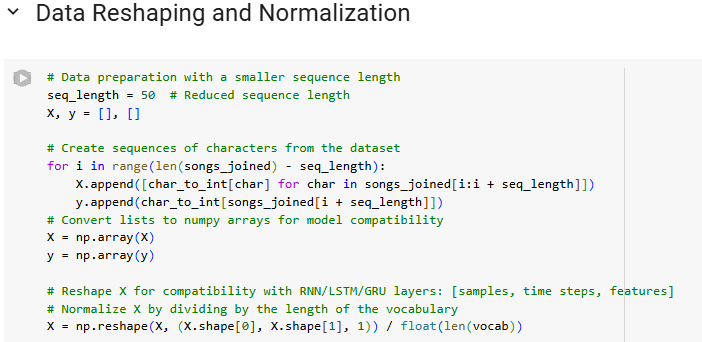 Data Reshaping and Normalization
# Data preparation with a smaller sequence length
seq_length = 50  # Reduced sequence length
X, y = [], []
# Create sequences of characters from the dataset
for i in range(len(songs_joined) - seq_length):
    X.append([char_to_int[char] for char in songs_joined[i:i + seq_length]])
    y.append(char_to_int[songs_joined[i + seq_length]])
# Convert lists to numpy arrays for model compatibility
X = np.array(X)
y = np.array(y)
# Reshape X for compatibility with RNN/LSTM/GRU layers: [samples, time steps, features]
# Normalize X by dividing by the length of the vocabulary
X = np.reshape(X, (X.shape[0], X.shape[1], 1)) / float(len(vocab))